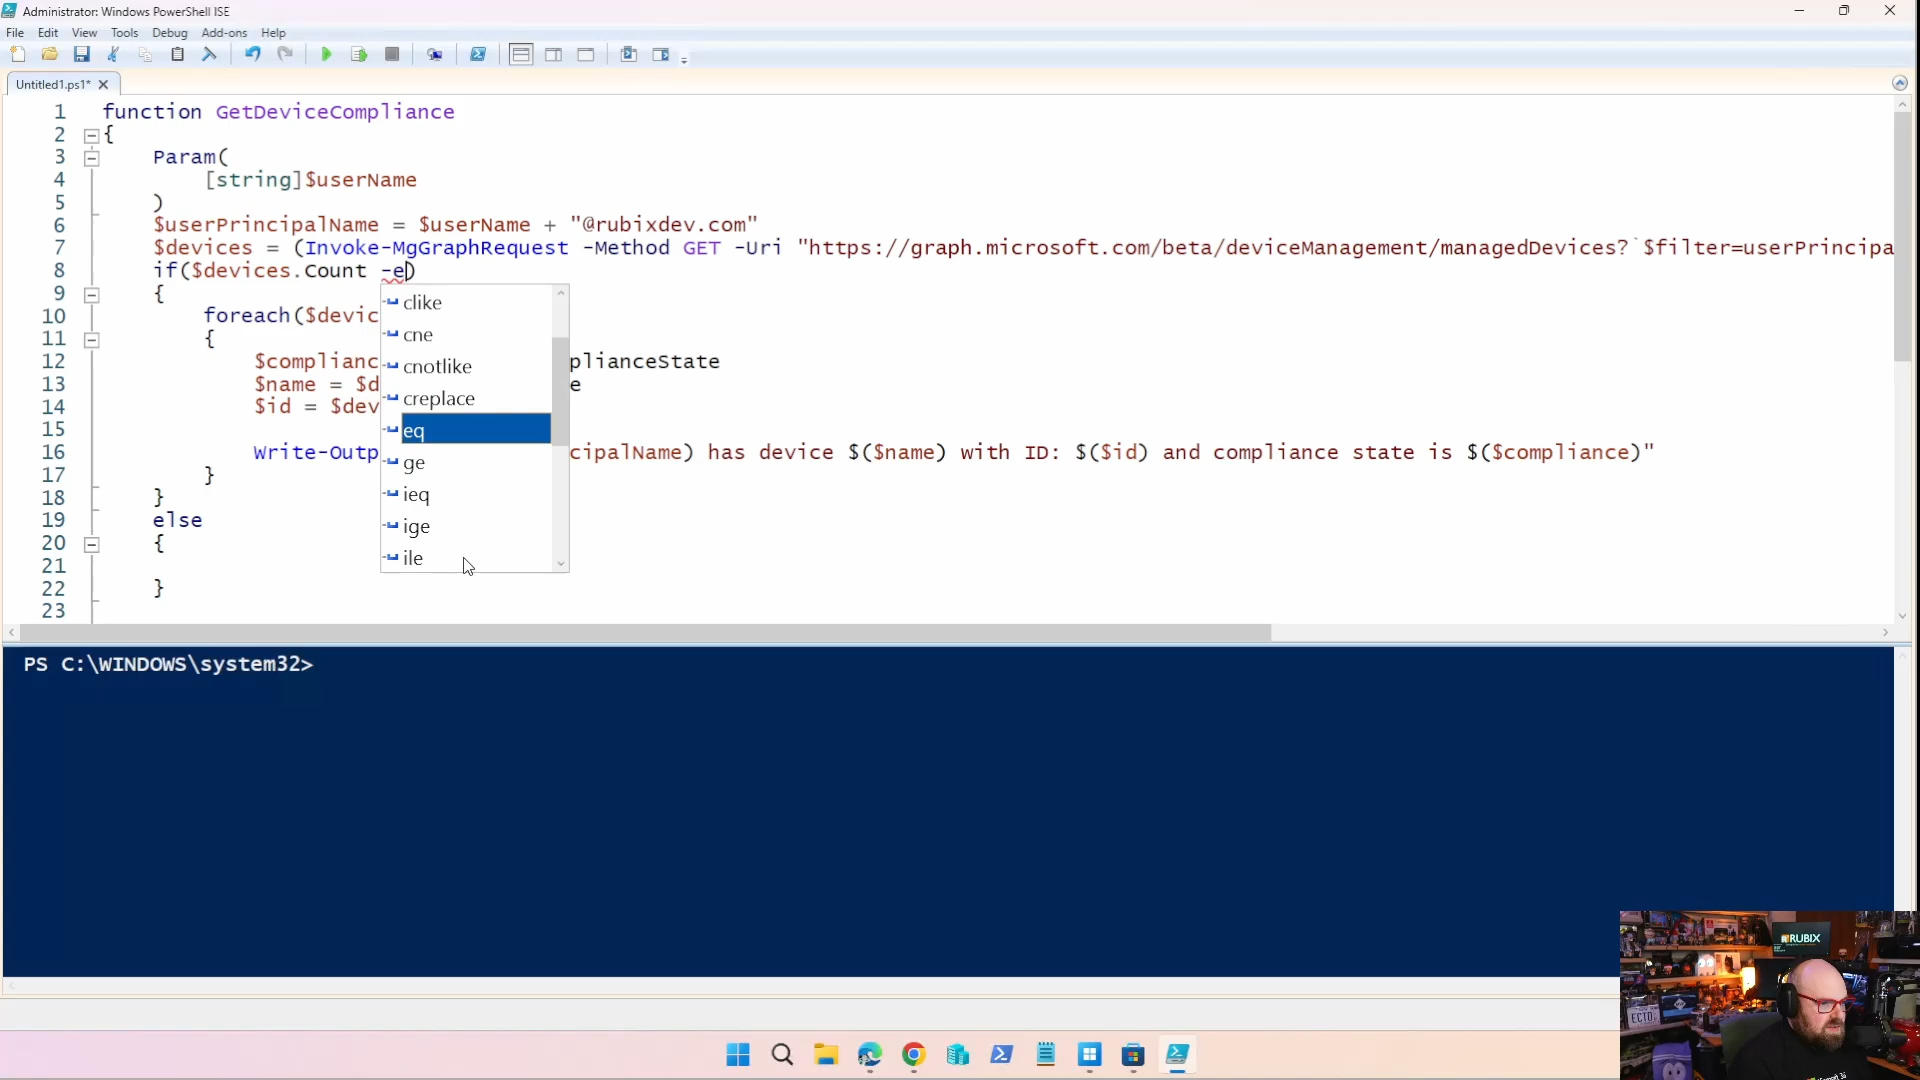 Administrator: Windows PowerShell ISE
File Edit View Tools Debug Add-ons Help
Untitled1.ps1*
1 function GetDeviceCompliance
2 {
3 Param(
4 [string]$userName
5 )
6 $userPrincipalName = $userName + "@rubixdev.com"
7 $devices = (Invoke-MgGraphRequest -Method GET -Uri "https://graph.microsoft.com/beta/deviceManagement/managedDevices?`$filter=userPrincipa
8 if($devices.Count -e)
9 {
10 foreach($devic
11 {
12 $complianc plianceState
13 $name = $d e
14 $id = $dev
15
16 Write-Outp cipalName) has device $($name) with ID: $($id) and compliance state is $($compliance)"
17 }
18 }
19 else
20 {
21
22 }
23
clike
cne
cnotlike
creplace
eq
ge
ieq
ige
ile
PS C:\WINDOWS\system32>
RUBIX
ECTO